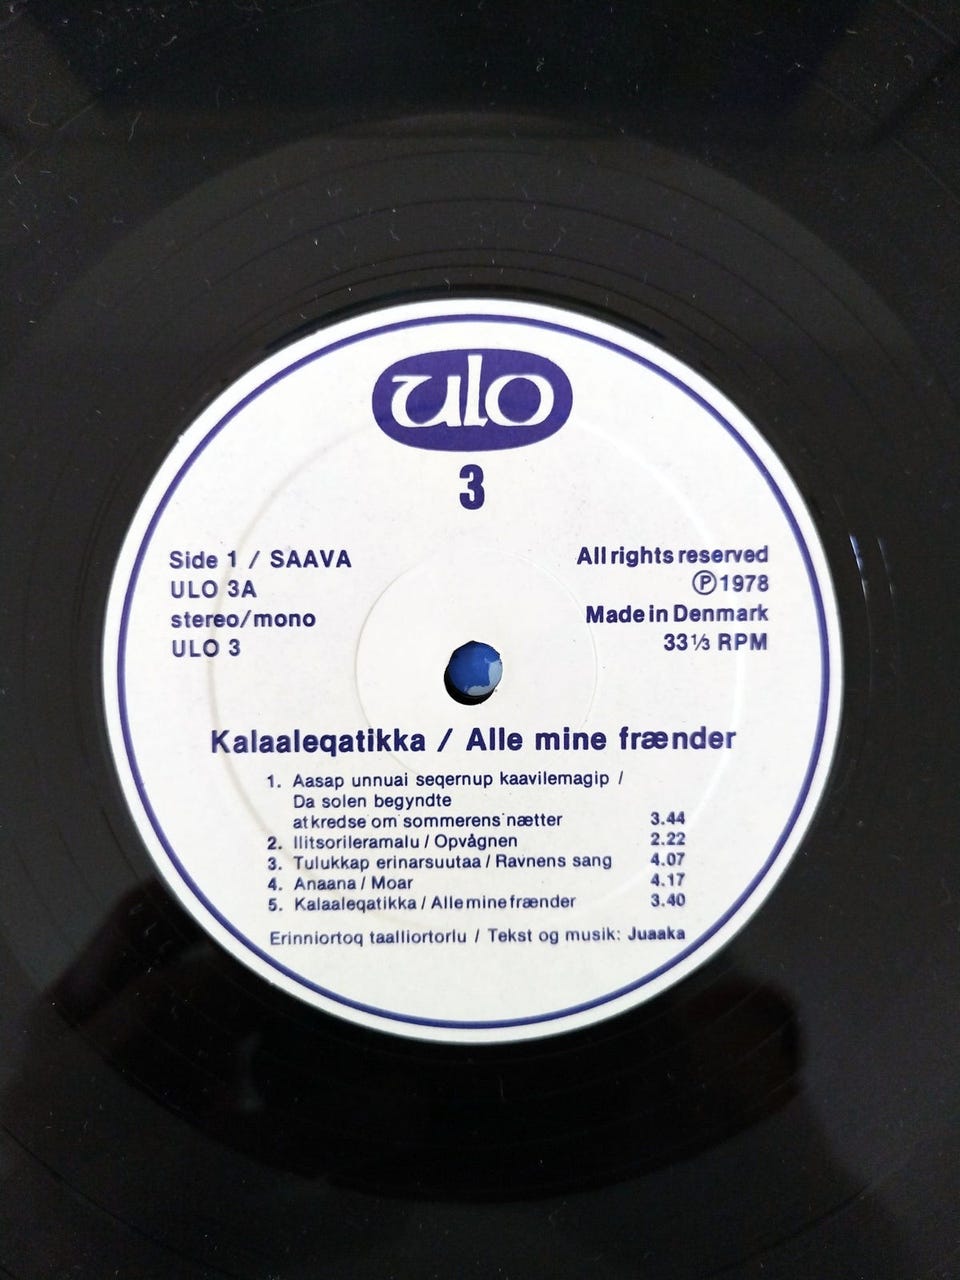 ulo
3
Side 1 / SAAVA
ULO 3A
stereo/mono
ULO 3
All rights reserved
Ⓟ1978
Made in Denmark
33⅓ RPM
Kalaaleqatikka / Alle mine frænder
1. Aasap unnuai seqernup kaavilemagip /
Da solen begyndte
at kredse om sommerens nætter 3.44
2. Ilitsorileramalu / Opvågnen 2.22
3. Tulukkap erinarsuutaa / Ravnens sang 4.07
4. Anaana / Moar 4.17
5. Kalaaleqatikka / Alle mine frænder 3.40
Erinniortoq taalliortorlu / Tekst og musik: Juaaka